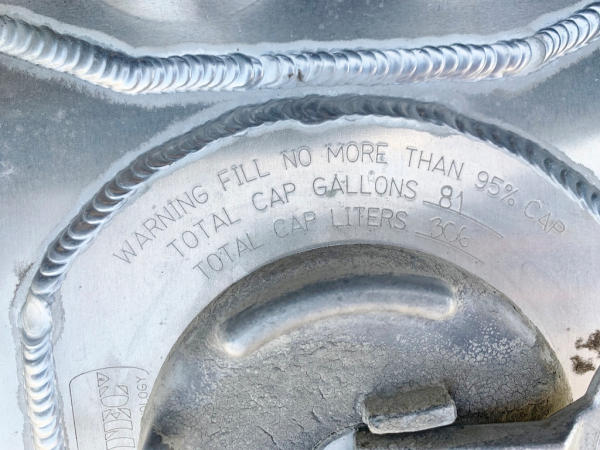 WARNING FILL NO MORE THAN 95% CAP
TOTAL CAP GALLONS 81
TOTAL CAP LITERS 306